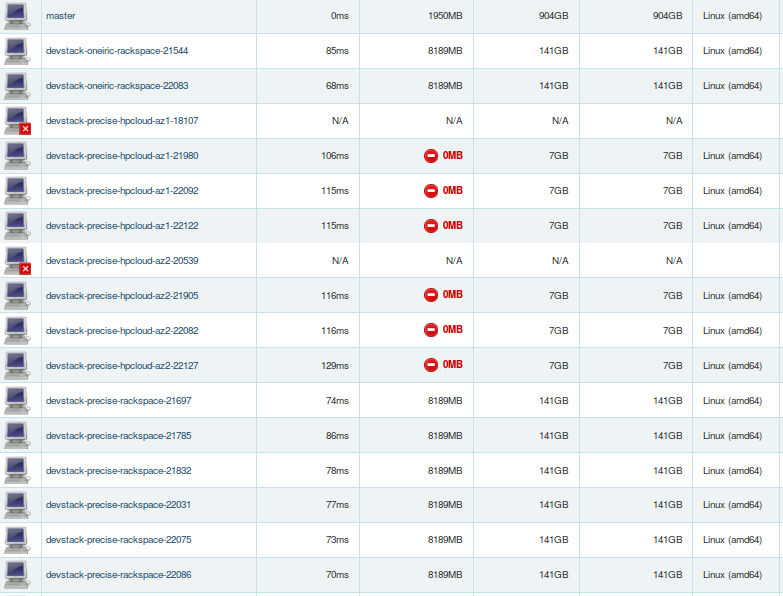 master 0ms 1950MB 904GB 904GB Linux (amd64)
devstack-oneiric-rackspace-21544 85ms 8189MB 141GB 141GB Linux (amd64)
devstack-oneiric-rackspace-22083 68ms 8189MB 141GB 141GB Linux (amd64)
devstack-precise-hpcloud-az1-18107 N/A N/A N/A N/A
devstack-precise-hpcloud-az1-21980 106ms 0MB 7GB 7GB Linux (amd64)
devstack-precise-hpcloud-az1-22092 115ms 0MB 7GB 7GB Linux (amd64)
devstack-precise-hpcloud-az1-22122 115ms 0MB 7GB 7GB Linux (amd64)
devstack-precise-hpcloud-az2-20539 N/A N/A N/A N/A
devstack-precise-hpcloud-az2-21905 116ms 0MB 7GB 7GB Linux (amd64)
devstack-precise-hpcloud-az2-22082 116ms 0MB 7GB 7GB Linux (amd64)
devstack-precise-hpcloud-az2-22127 129ms 0MB 7GB 7GB Linux (amd64)
devstack-precise-rackspace-21697 74ms 8189MB 141GB 141GB Linux (amd64)
devstack-precise-rackspace-21785 86ms 8189MB 141GB 141GB Linux (amd64)
devstack-precise-rackspace-21832 78ms 8189MB 141GB 141GB Linux (amd64)
devstack-precise-rackspace-22031 77ms 8189MB 141GB 141GB Linux (amd64)
devstack-precise-rackspace-22075 73ms 8189MB 141GB 141GB Linux (amd64)
devstack-precise-rackspace-22086 70ms 8189MB 141GB 141GB Linux (amd64)